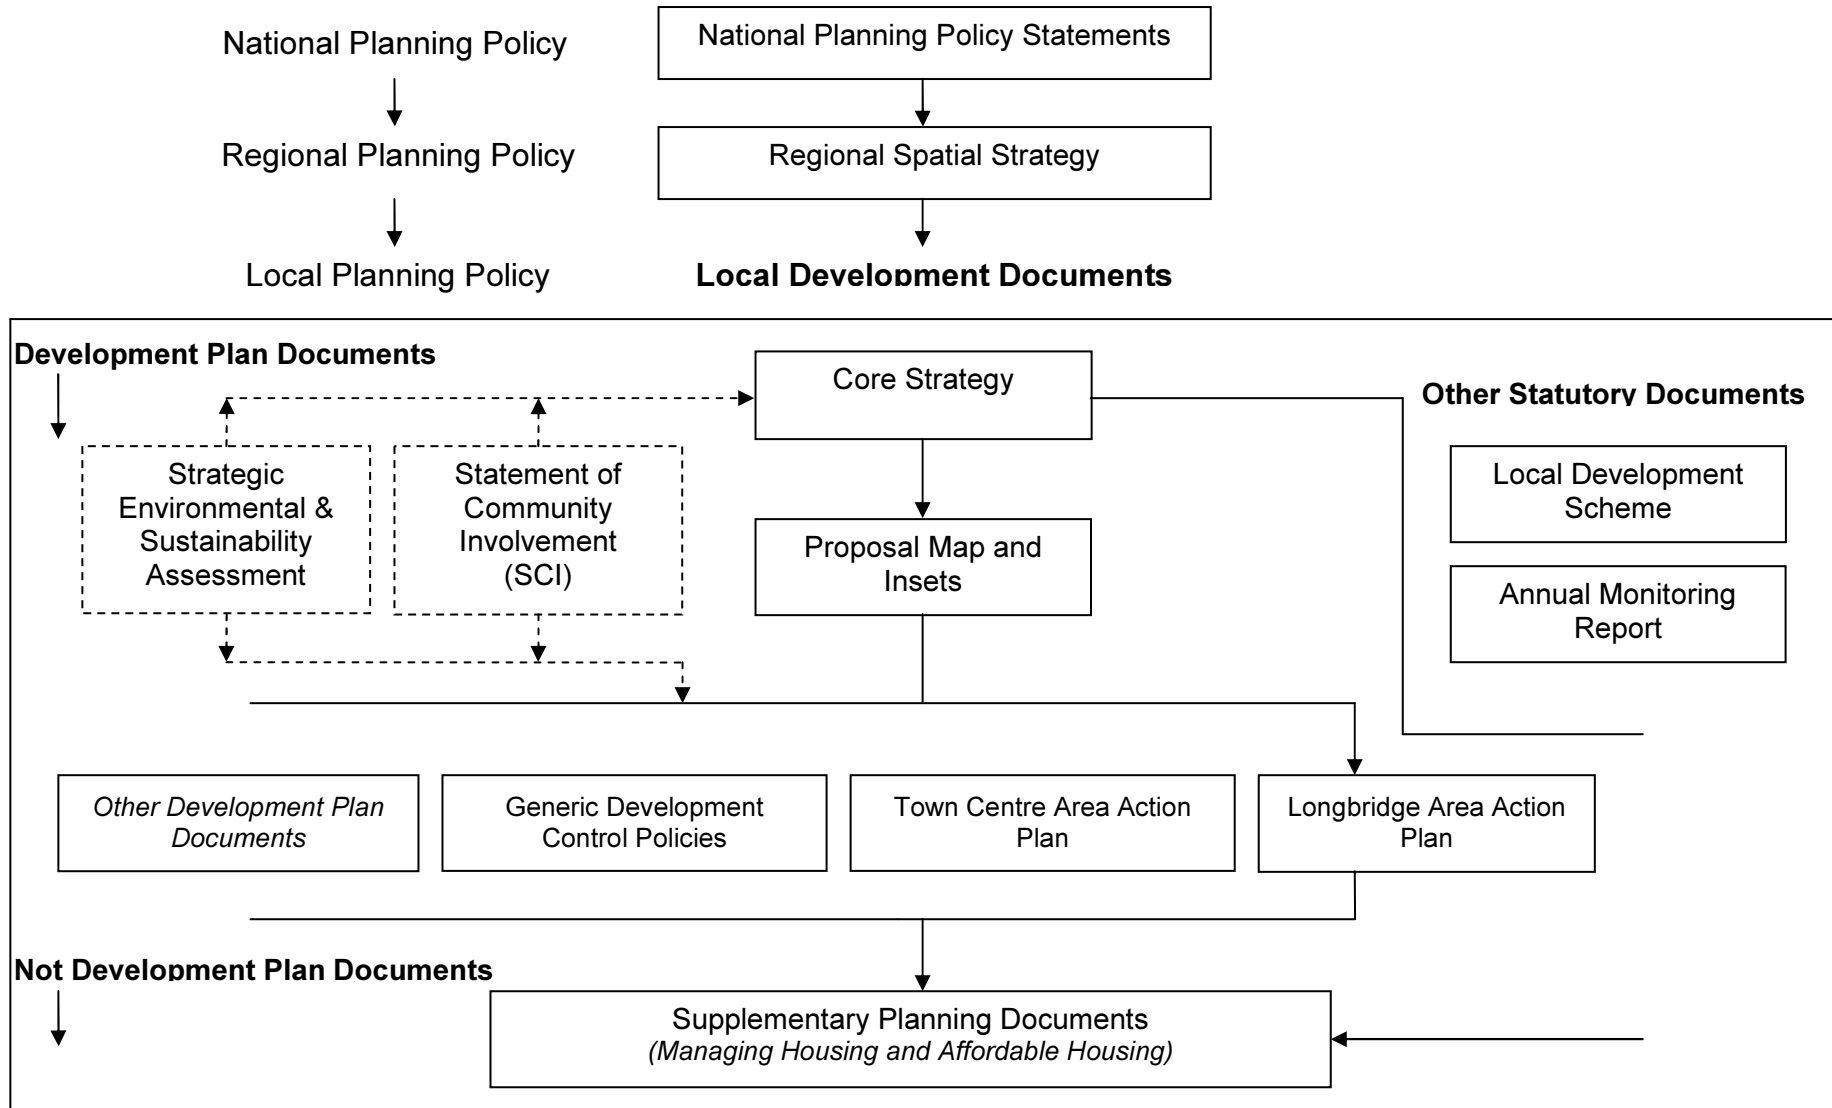 National Planning Policy
National Planning Policy Statements
Regional Planning Policy
Regional Spatial Strategy
Local Planning Policy
Local Development Documents
Development Plan Documents
Core Strategy
Other Statutory Documents
Strategic
Environmental &
Sustainability
Assessment
Statement of
Community
Involvement
(SCI)
Local Development
Scheme
Proposal Map and
Insets
Annual Monitoring
Report
Other Development Plan
Documents
Generic Development
Control Policies
Town Centre Area Action
Plan
Longbridge Area Action
Plan
Not Development Plan Documents
Supplementary Planning Documents
(Managing Housing and Affordable Housing)